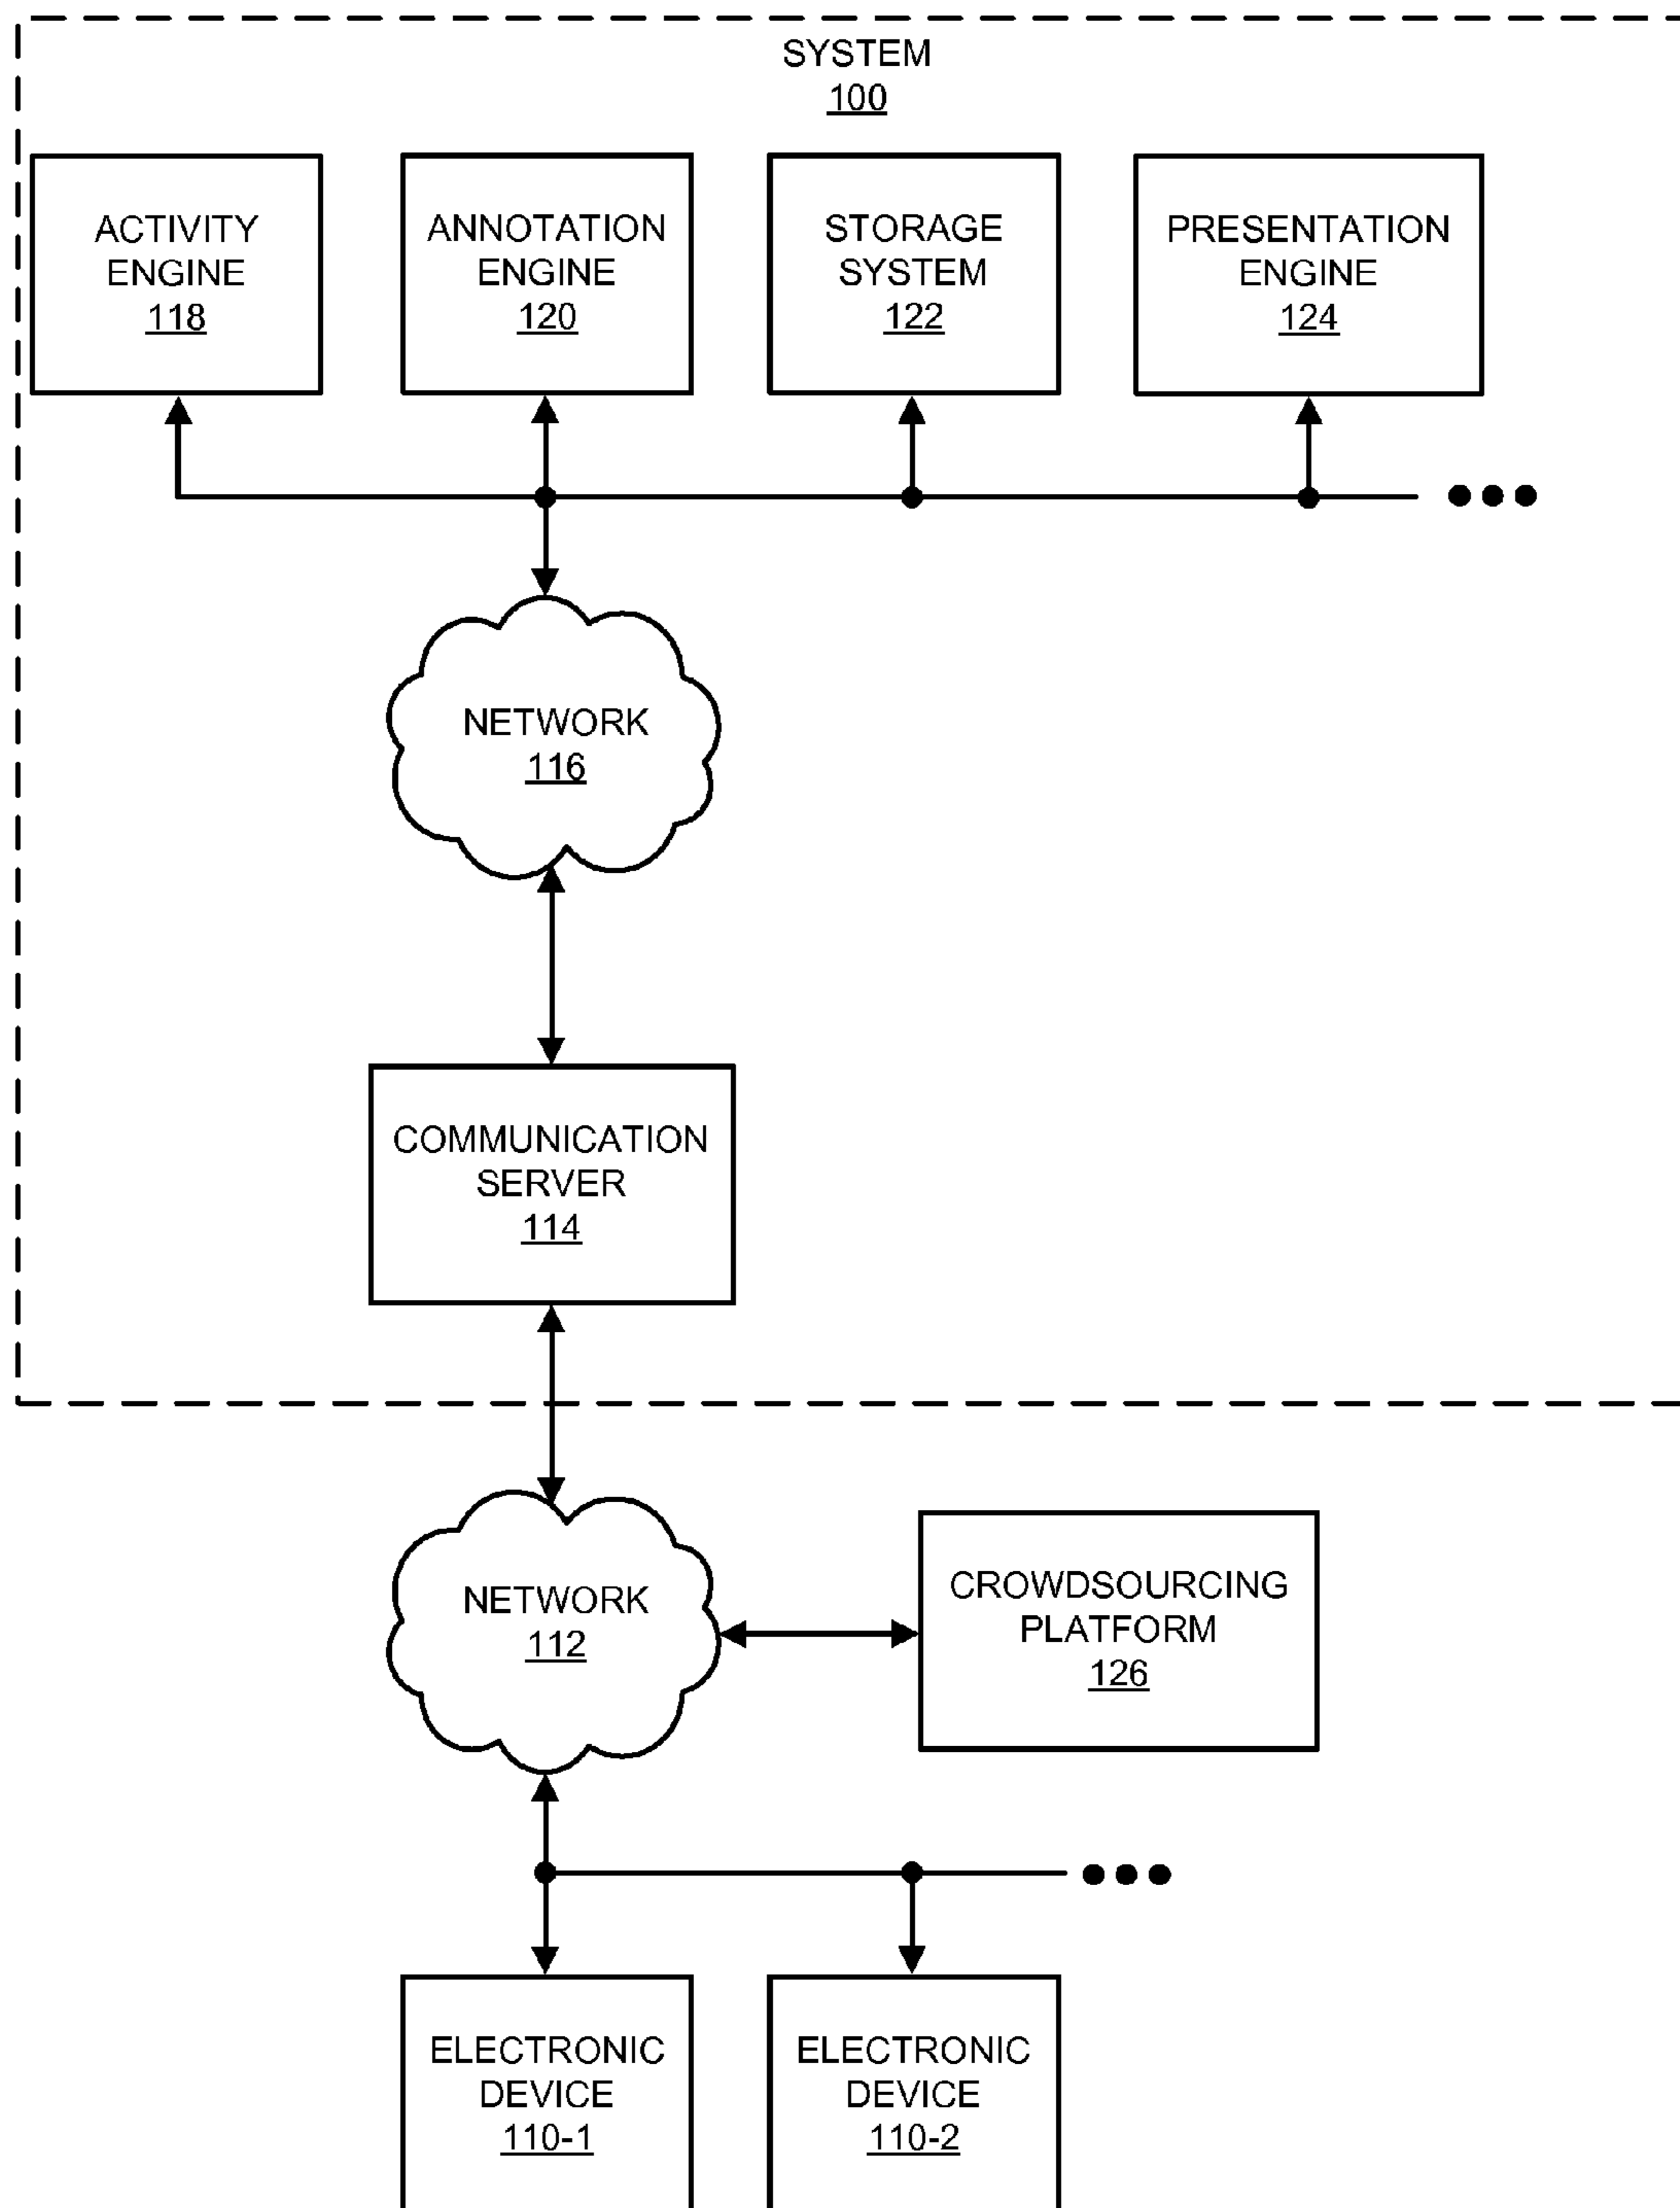 SYSTEM
100
ACTIVITY
ENGINE
118
ANNOTATION
ENGINE
120
STORAGE
SYSTEM
122
PRESENTATION
ENGINE
124
NETWORK
116
COMMUNICATION
SERVER
114
NETWORK
112
CROWDSOURCING
PLATFORM
126
ELECTRONIC
DEVICE
110-1
ELECTRONIC
DEVICE
110-2